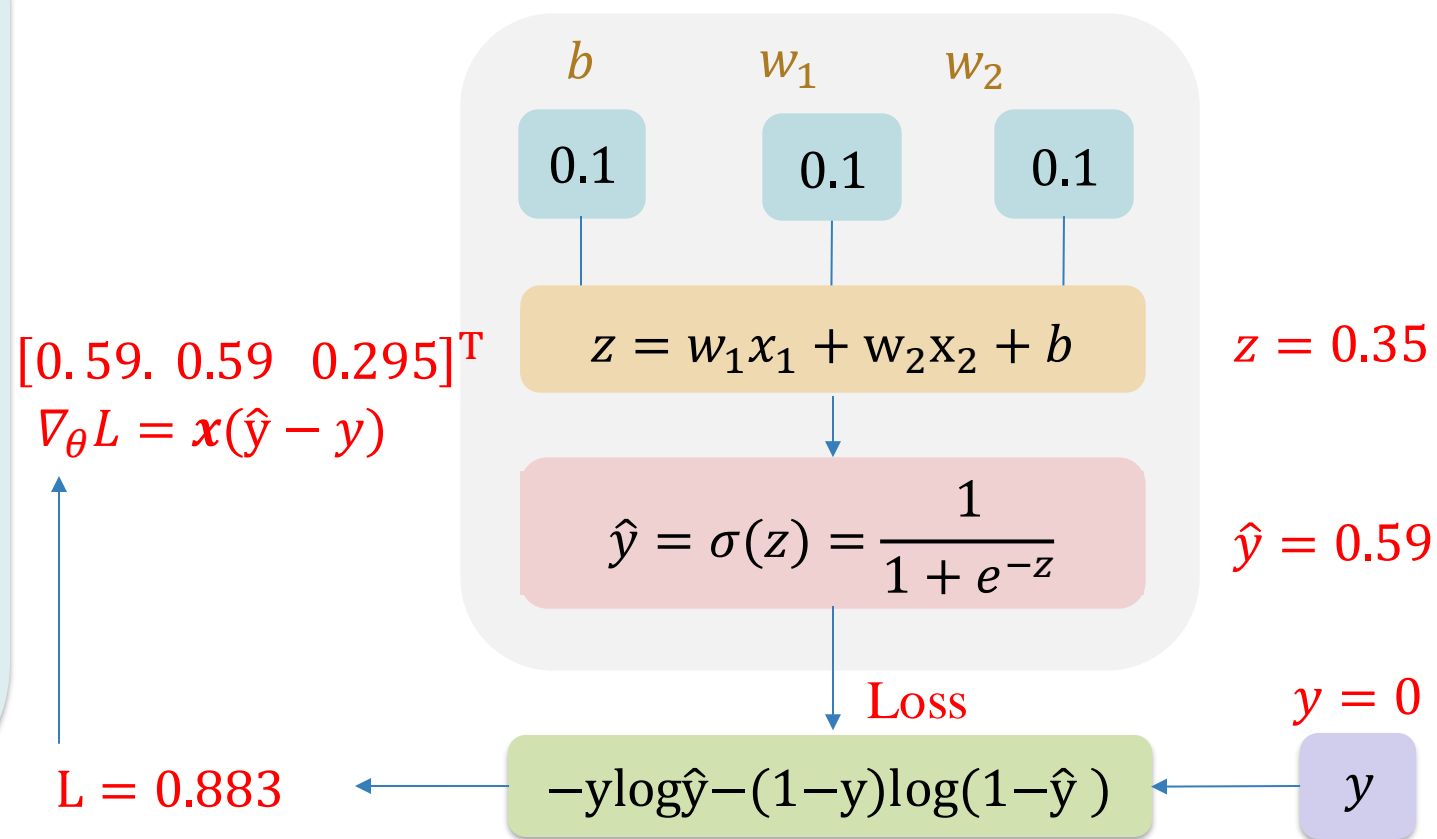 b w₁ w₂
0.1 0.1 0.1
[0. 59. 0.59 0.295]ᵀ
z = w₁x₁ + w₂x₂ + b
z = 0.35
∇_θ L = x(ŷ − y)
ŷ = σ(z) = 1 / (1 + e^{−z})
ŷ = 0.59
Loss
y = 0
L = 0.883
−ylogŷ−(1−y)log(1−ŷ )
y